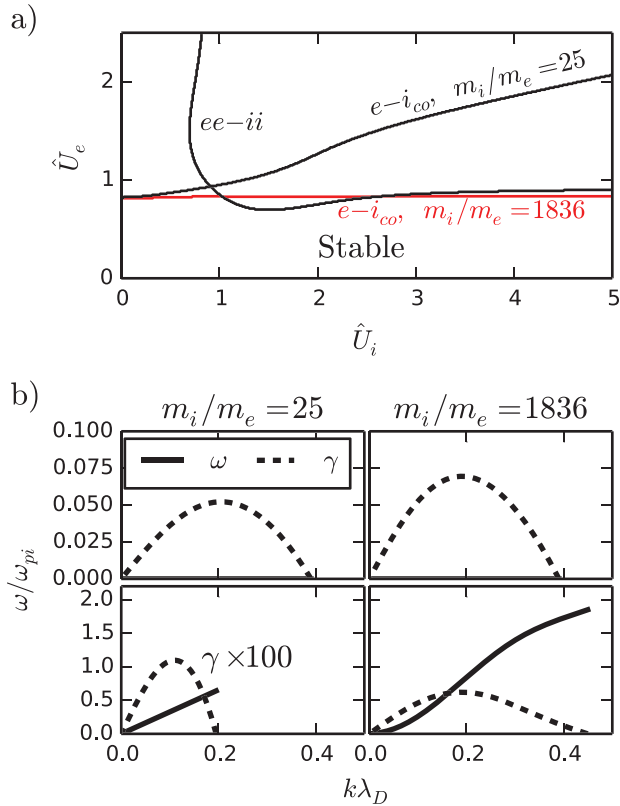 a)
2
1
0
Û_e
ee−ii
e−i_co, m_i/m_e =25
e−i_co, m_i/m_e =1836
Stable
0 1 2 3 4 5
Û_i
b)
m_i/m_e =25 m_i/m_e =1836
0.100
0.075
0.050
0.025
0.000
ω γ
ω/ω_pi
2.0
1.5
1.0
0.5
0.0
γ ×100
0.0 0.2 0.4 0.0 0.2 0.4
kλ_D